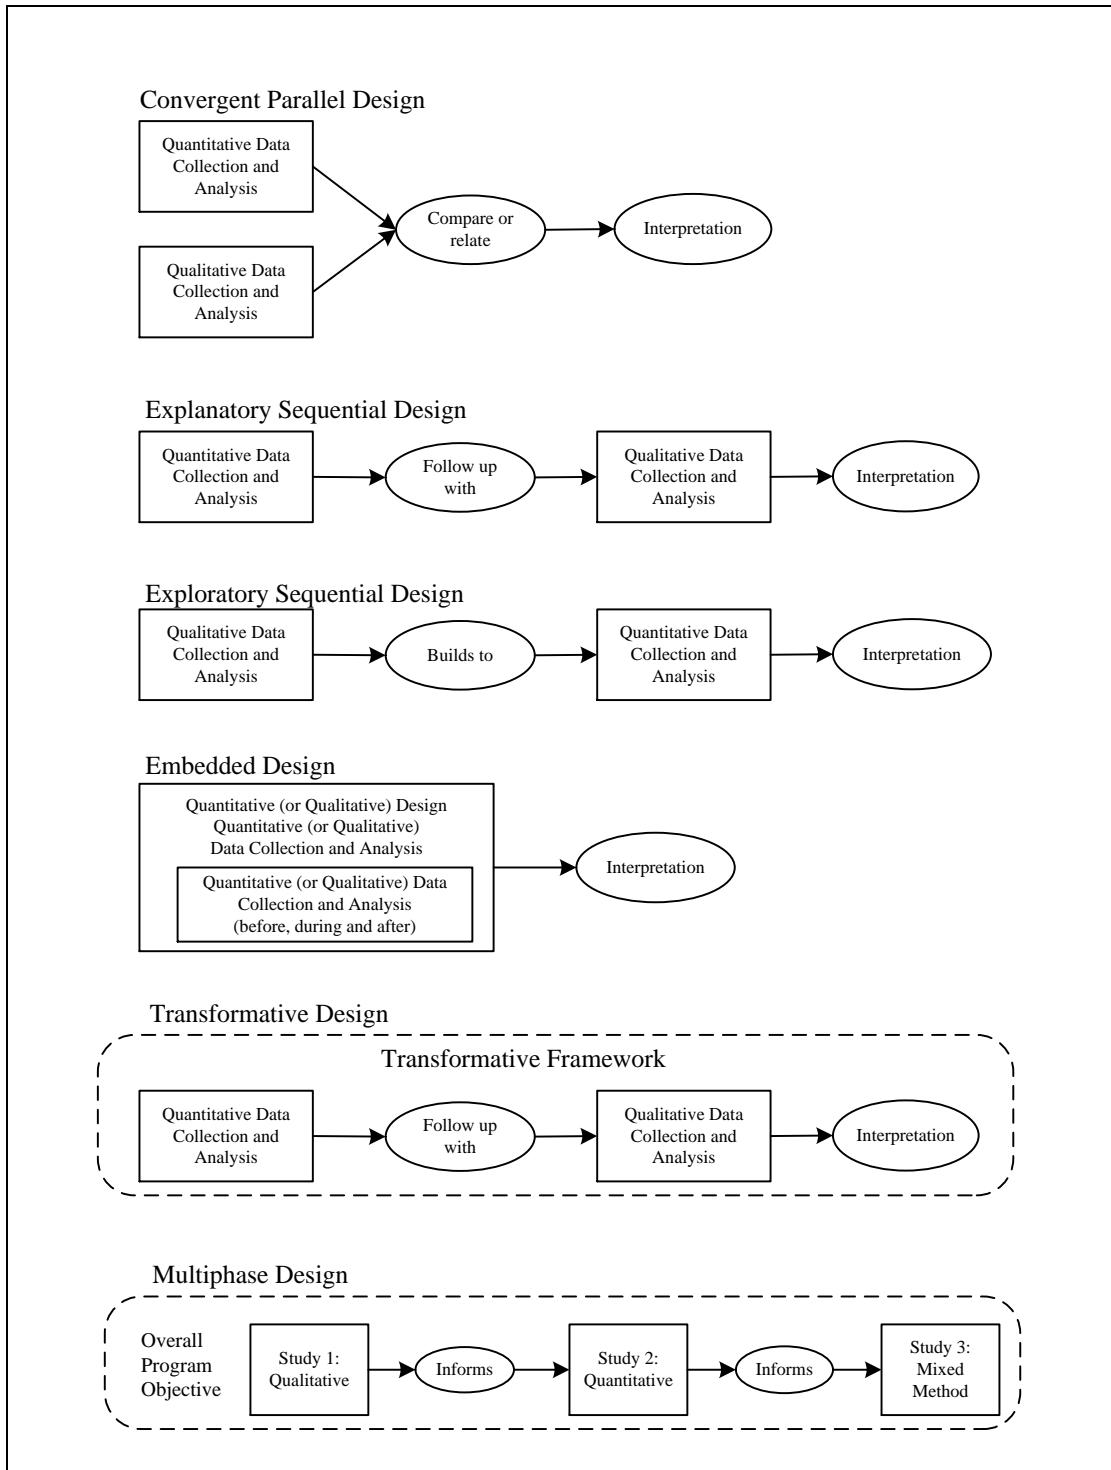 Convergent Parallel Design
Quantitative Data
Collection and
Analysis
Qualitative Data
Collection and
Analysis
Compare or
relate
Interpretation
Explanatory Sequential Design
Quantitative Data
Collection and
Analysis
Follow up
with
Qualitative Data
Collection and
Analysis
Interpretation
Exploratory Sequential Design
Qualitative Data
Collection and
Analysis
Builds to
Quantitative Data
Collection and
Analysis
Interpretation
Embedded Design
Quantitative (or Qualitative) Design
Quantitative (or Qualitative)
Data Collection and Analysis
Quantitative (or Qualitative) Data
Collection and Analysis
(before, during and after)
Interpretation
Transformative Design
Transformative Framework
Quantitative Data
Collection and
Analysis
Follow up
with
Qualitative Data
Collection and
Analysis
Interpretation
Multiphase Design
Overall
Program
Objective
Study 1:
Qualitative
Informs
Study 2:
Quantitative
Informs
Study 3:
Mixed
Method